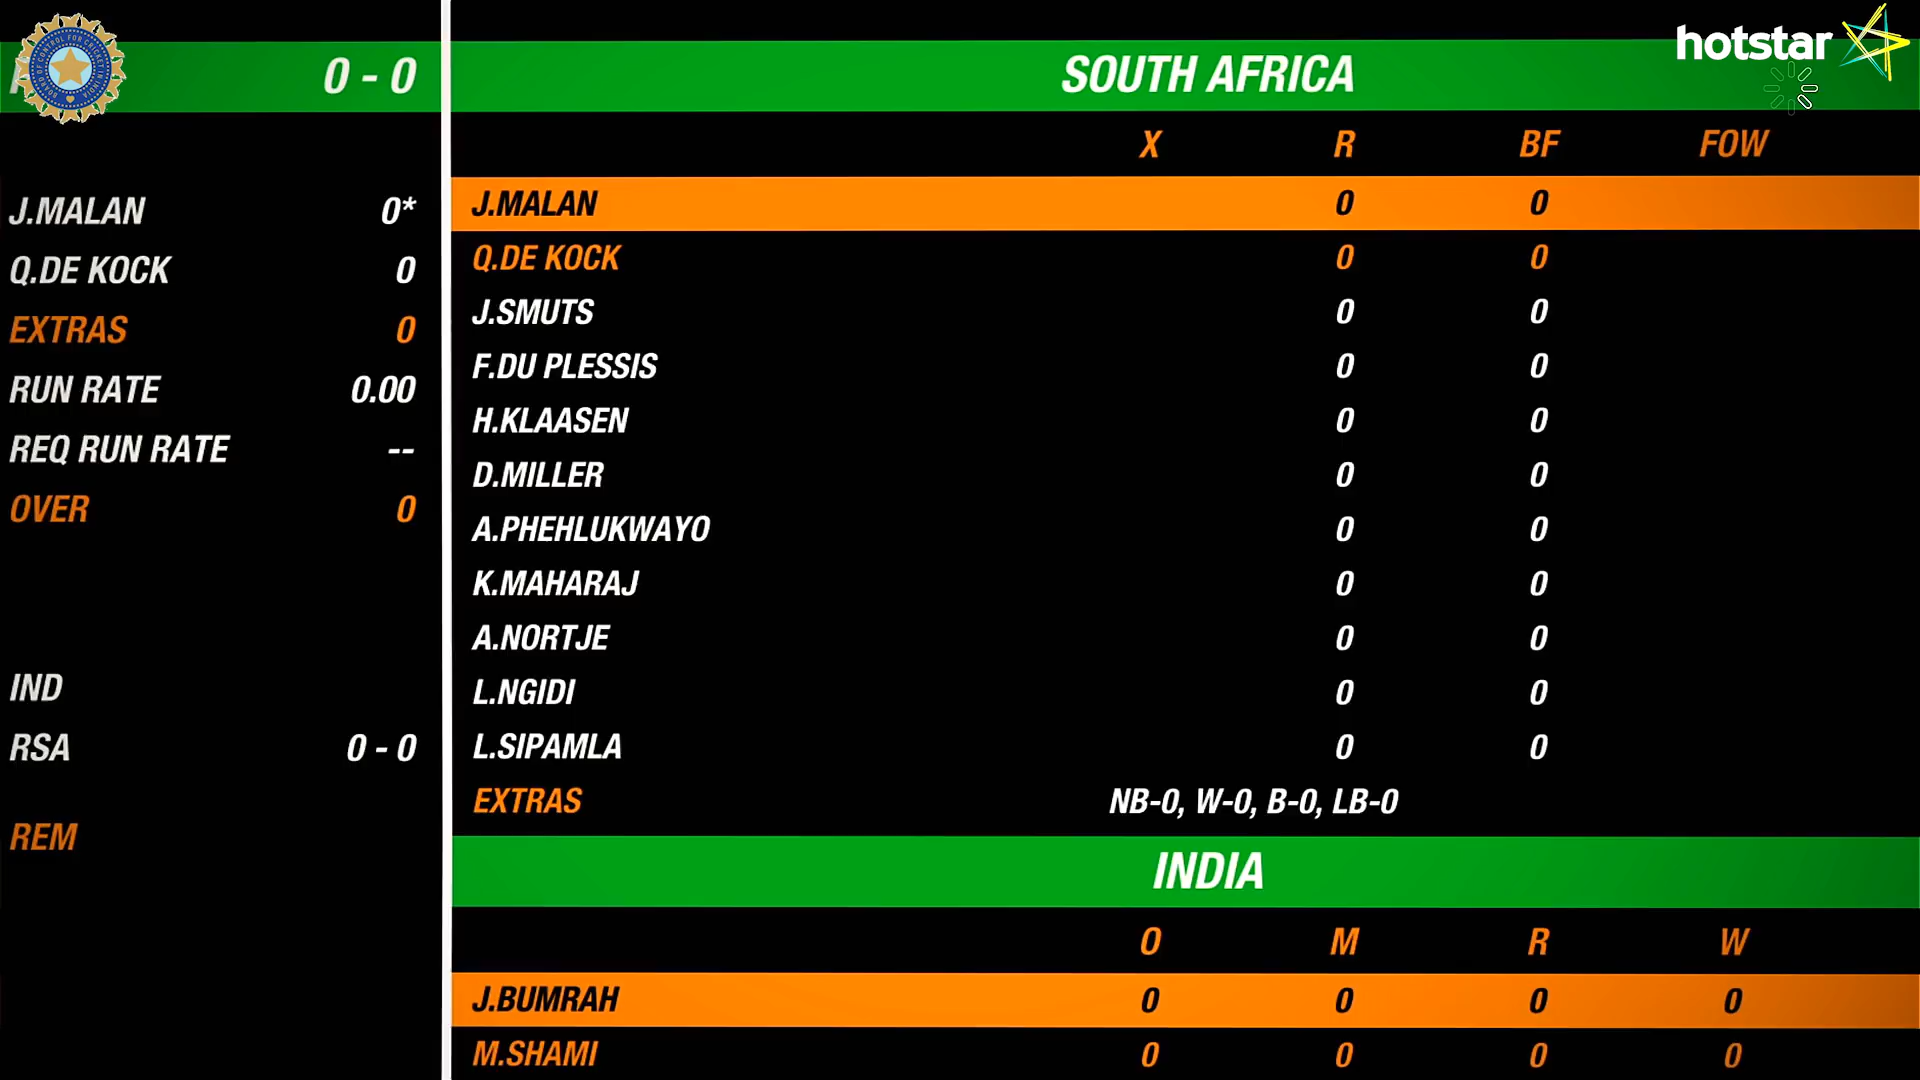 0 - 0
J.MALAN 0*
Q.DE KOCK 0
EXTRAS 0
RUN RATE 0.00
REQ RUN RATE --
OVER 0
IND
RSA 0 - 0
REM
hotstar
SOUTH AFRICA
X R BF FOW
J.MALAN 0 0
Q.DE KOCK 0 0
J.SMUTS 0 0
F.DU PLESSIS 0 0
H.KLAASEN 0 0
D.MILLER 0 0
A.PHEHLUKWAYO 0 0
K.MAHARAJ 0 0
A.NORTJE 0 0
L.NGIDI 0 0
L.SIPAMLA 0 0
EXTRAS NB-0, W-0, B-0, LB-0
INDIA
O M R W
J.BUMRAH 0 0 0 0
M.SHAMI 0 0 0 0